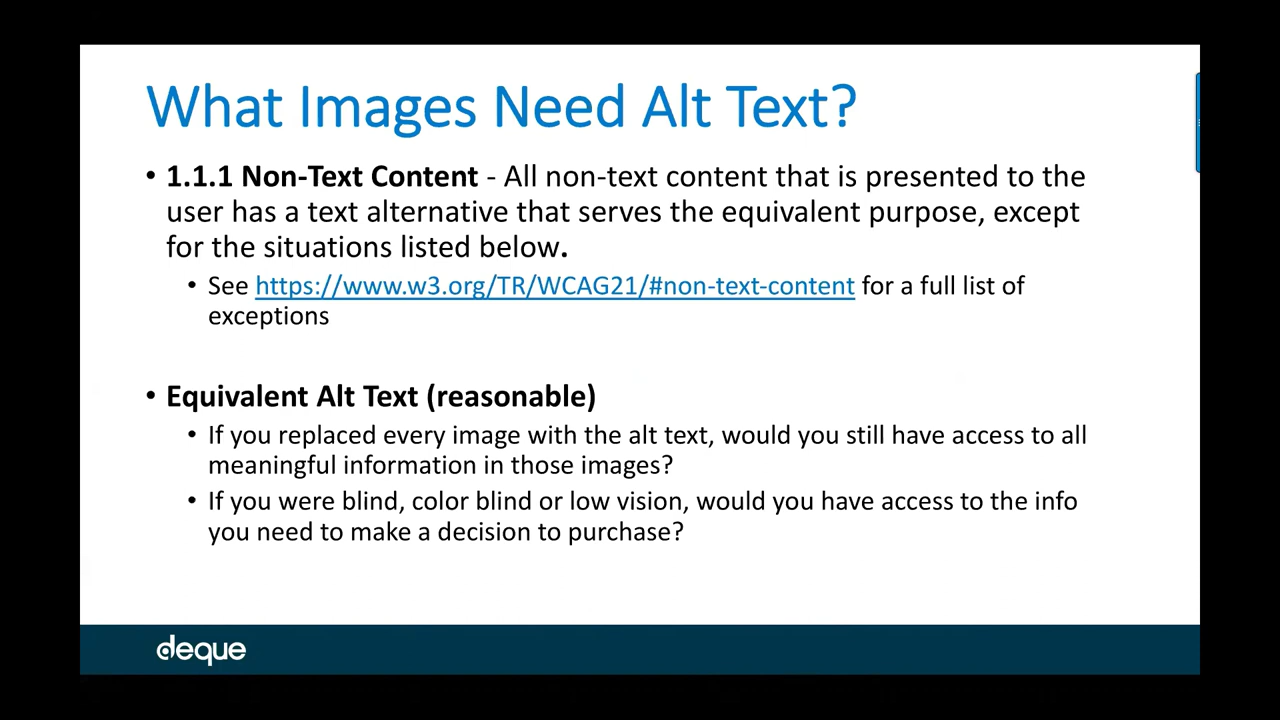 What Images Need Alt Text?
• 1.1.1 Non-Text Content - All non-text content that is presented to the
user has a text alternative that serves the equivalent purpose, except
for the situations listed below.
• See https://www.w3.org/TR/WCAG21/#non-text-content for a full list of
exceptions
• Equivalent Alt Text (reasonable)
• If you replaced every image with the alt text, would you still have access to all
meaningful information in those images?
• If you were blind, color blind or low vision, would you have access to the info
you need to make a decision to purchase?
deque